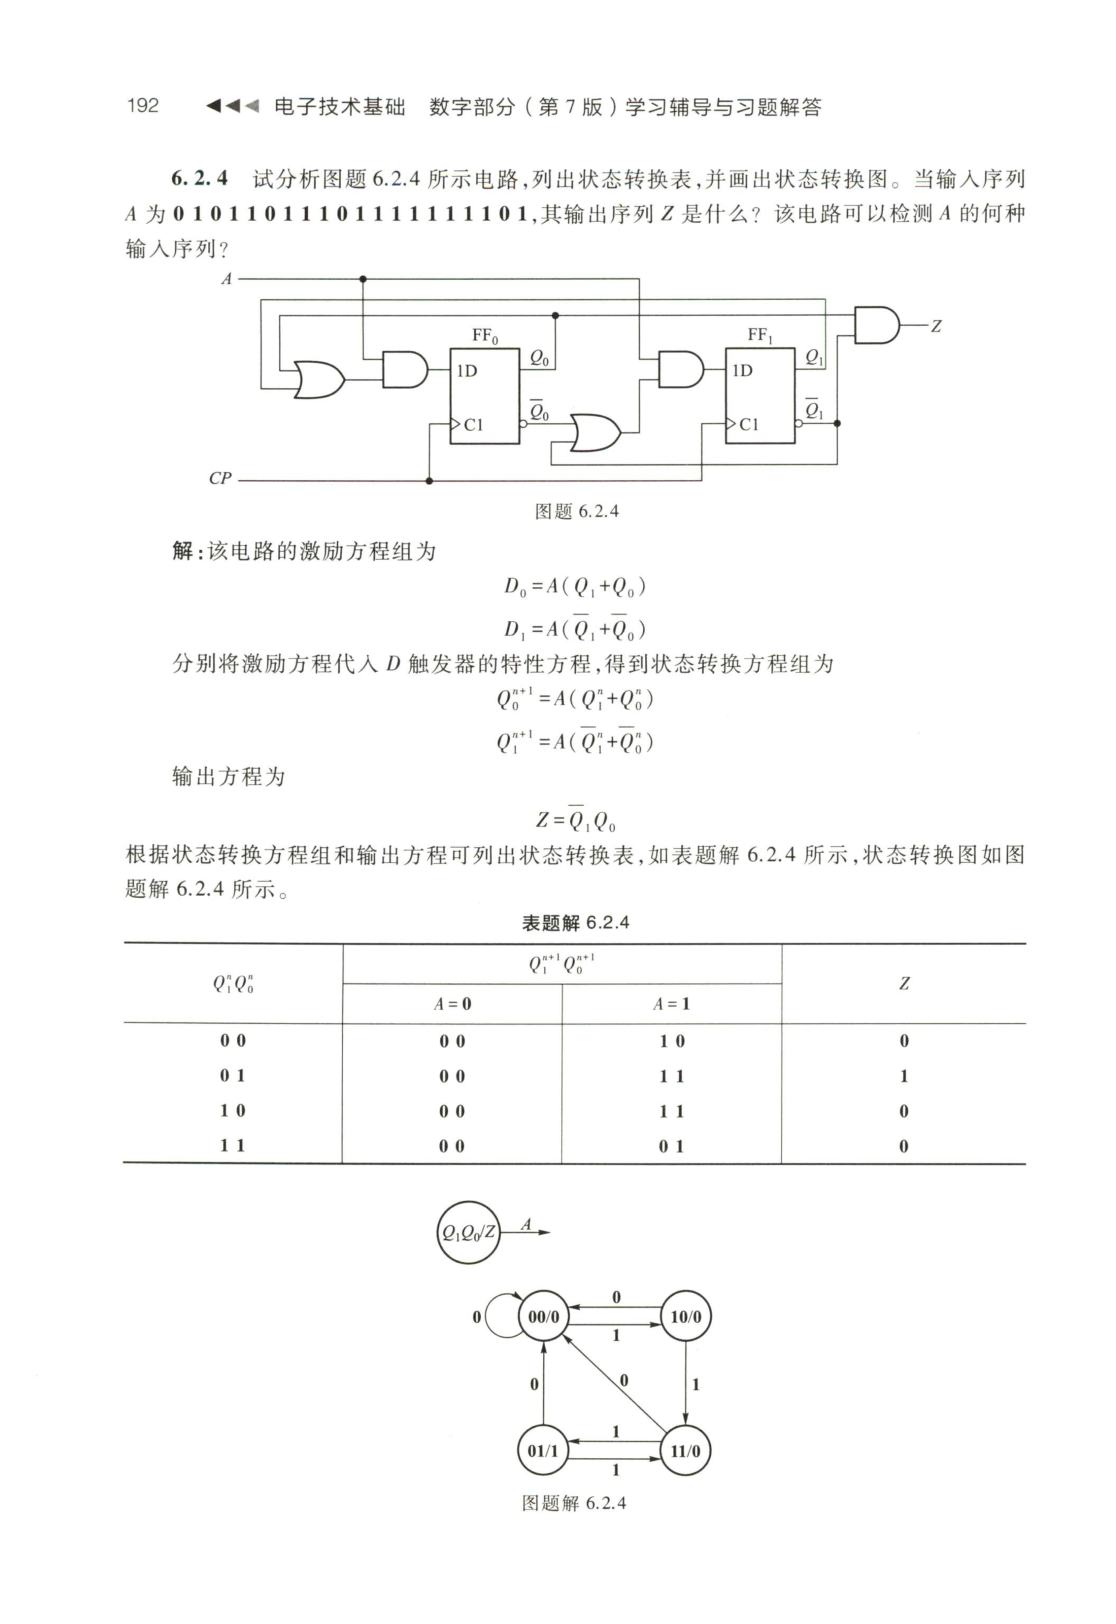 192 ◀◀◀ 电子技术基础 数字部分(第7版)学习辅导与习题解答
6.2.4 试分析图题6.2.4所示电路,列出状态转换表,并画出状态转换图。当输入序列
A为0101101110111111111101,其输出序列Z是什么?该电路可以检测A的何种
输入序列?
A
FF₀ FF₁ Z
1D Q₀ 1D Q₁
C1 Q̅₀ C1 Q̅₁
CP
图题 6.2.4
解:该电路的激励方程组为
D₀=A(Q₁+Q₀)
D₁=A(Q̅₁+Q̅₀)
分别将激励方程代入D触发器的特性方程,得到状态转换方程组为
Q₀ⁿ⁺¹=A(Q₁ⁿ+Q₀ⁿ)
Q₁ⁿ⁺¹=A(Q̅₁ⁿ+Q̅₀ⁿ)
输出方程为
Z=Q̅₁Q₀
根据状态转换方程组和输出方程可列出状态转换表,如表题解6.2.4所示,状态转换图如图
题解6.2.4所示。
表题解 6.2.4
Q₁ⁿQ₀ⁿ Q₁ⁿ⁺¹Q₀ⁿ⁺¹ Z
A=0 A=1
0 0 0 0 1 0 0
0 1 0 0 1 1 1
1 0 0 0 1 1 0
1 1 0 0 0 1 0
Q₁Q₀/Z A
0 00/0 0 1 10/0
0 0 1
01/1 1 1 11/0
图题解 6.2.4